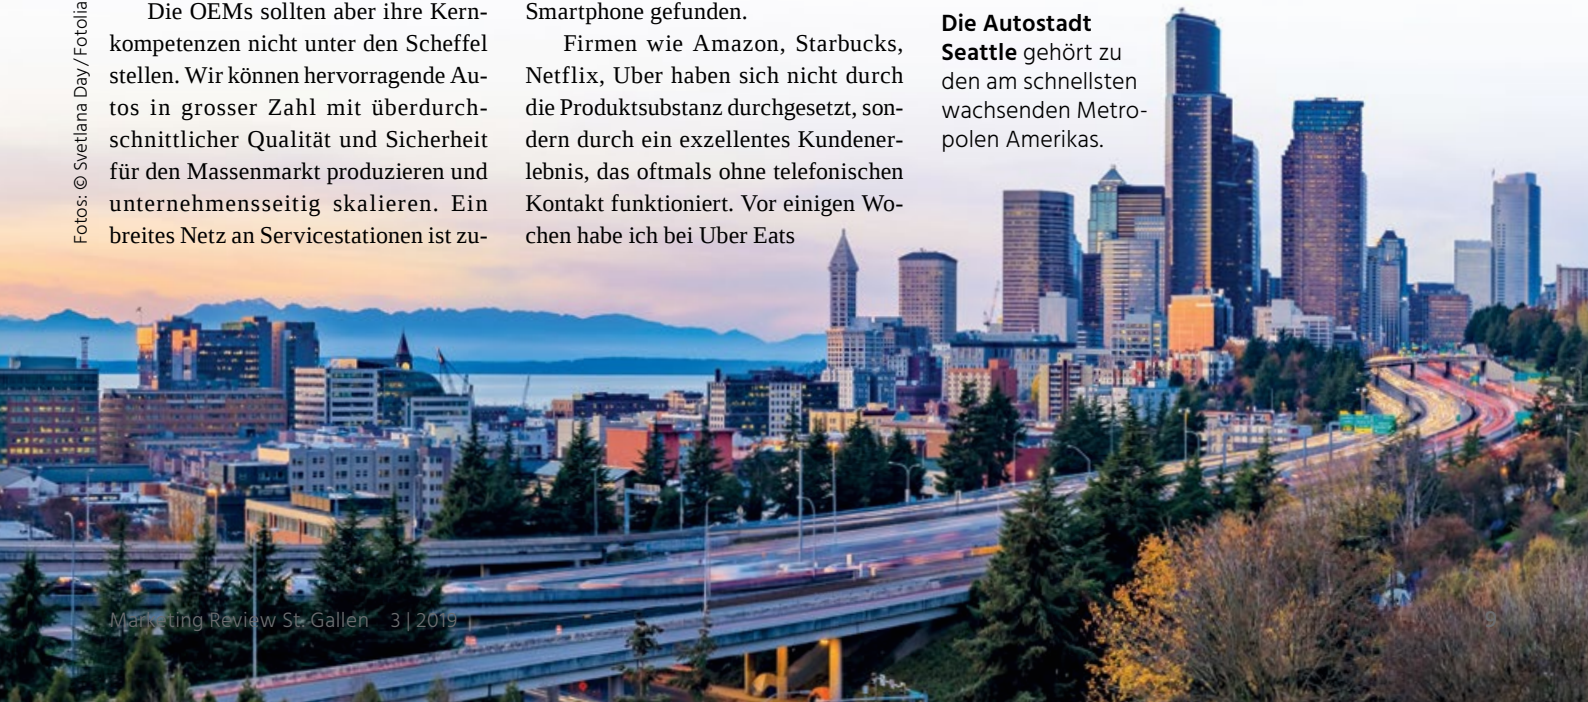 Fotos: © Svetlana Day / Fotolia
Die OEMs sollten aber ihre Kern-
kompetenzen nicht unter den Scheffel
stellen. Wir können hervorragende Au-
tos in grosser Zahl mit überdurch-
schnittlicher Qualität und Sicherheit
für den Massenmarkt produzieren und
unternehmensseitig skalieren. Ein
breites Netz an Servicestationen ist zu-
Smartphone gefunden.
Firmen wie Amazon, Starbucks,
Netflix, Uber haben sich nicht durch
die Produktsubstanz durchgesetzt, son-
dern durch ein exzellentes Kundener-
lebnis, das oftmals ohne telefonischen
Kontakt funktioniert. Vor einigen Wo-
chen habe ich bei Uber Eats
Die Autostadt
Seattle gehört zu
den am schnellsten
wachsenden Metro-
polen Amerikas.
Marketing Review St. Gallen 3 | 2019
9